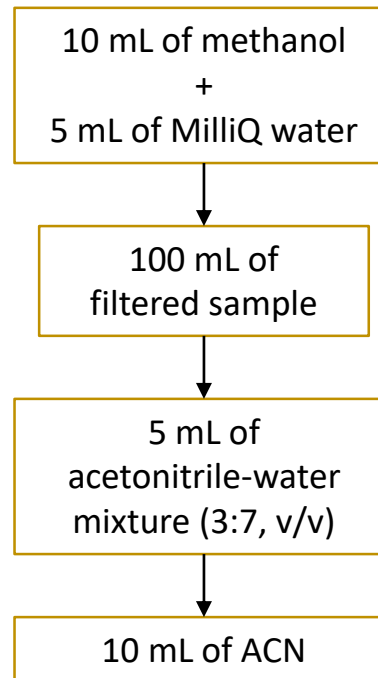 10 mL of methanol
+
5 mL of MilliQ water
100 mL of
filtered sample
5 mL of
acetonitrile-water
mixture (3:7, v/v)
10 mL of ACN